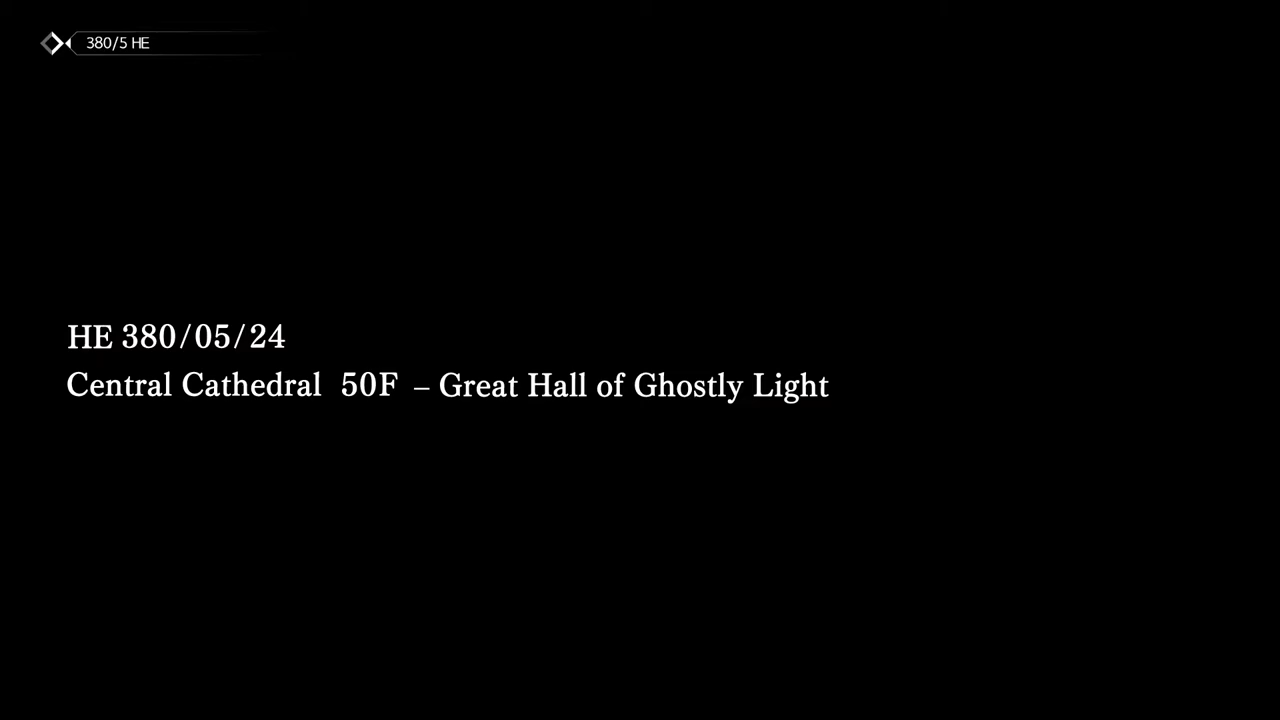 380/5 HE
HE 380/05/24
Central Cathedral 50F – Great Hall of Ghostly Light